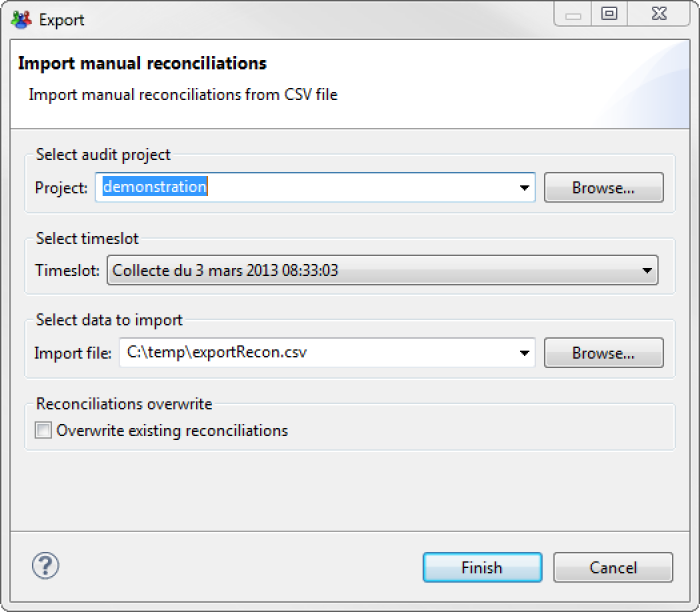 Export
Import manual reconciliations
Import manual reconciliations from CSV file
Select audit project
Project: demonstration Browse...
Select timeslot
Timeslot: Collecte du 3 mars 2013 08:33:03
Select data to import
Import file: C:\temp\exportRecon.csv Browse...
Reconciliations overwrite
Overwrite existing reconciliations
? Finish Cancel